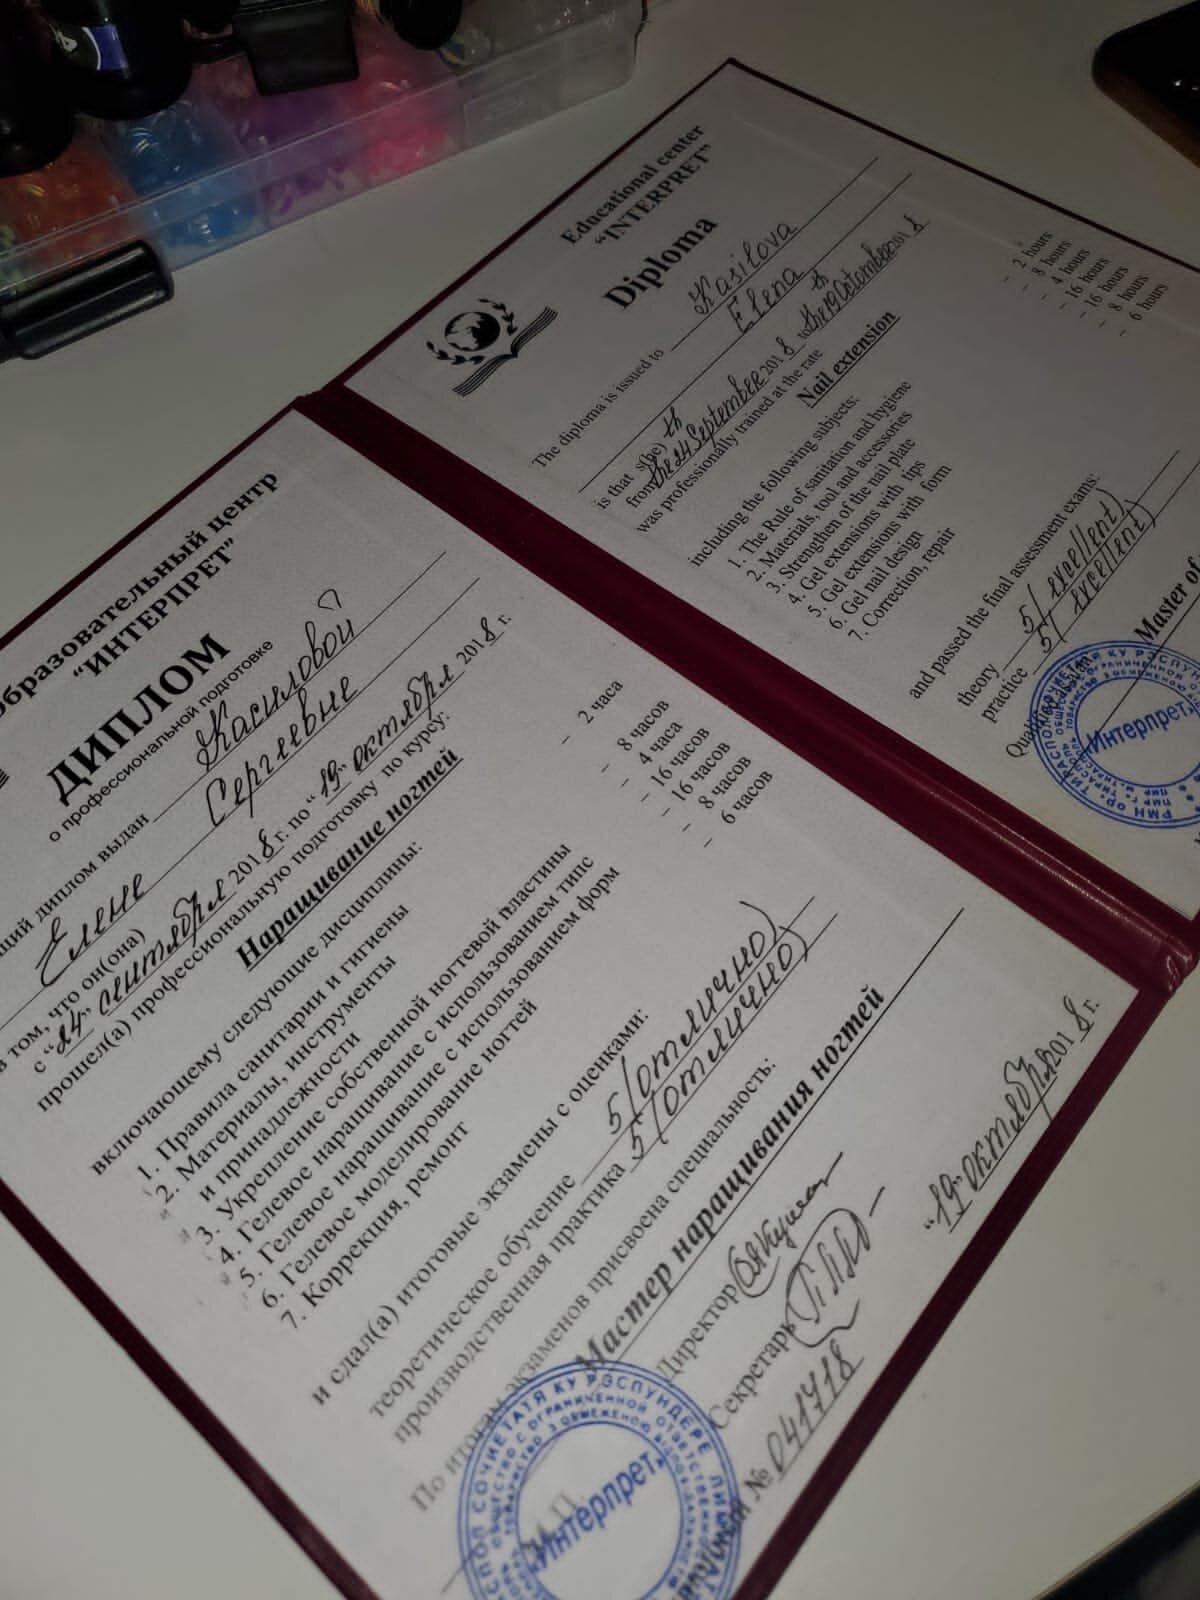 образовательный центр
"ИНТЕРПРЕТ"
ДИПЛОМ
о профессиональной подготовке
щий диплом выдан Касиловой
Елене Сергеевне
в том, что он(она)
с "24" сентября 2018 г. по "19" октября 2018 г.
прошел(а) профессиональную подготовку по курсу:
Наращивание ногтей
включающему следующие дисциплины:
1. Правила санитарии и гигиены - 2 часа
2. Материалы, инструменты
и принадлежности - 8 часов
3. Укрепление собственной ногтевой пластины - 4 часа
4. Гелевое наращивание с использованием типс - 16 часов
5. Гелевое наращивание с использованием форм - 16 часов
6. Гелевое моделирование ногтей - 8 часов
7. Коррекция, ремонт - 6 часов
и сдал(а) итоговые экзамены с оценками:
теоретическое обучение 5 (отлично)
производственная практика 5 (отлично)
По итогам экзаменов присвоена специальность:
Мастер наращивания ногтей
Директор
Секретарь
М.П.
№ 041718
"19" октября 2018 г.
РЭСПУНДЕРЕ
ОБЩЕСТВО С ОГРАНИЧЕННОЙ ОТВЕТСТВЕННОС
«Интерпрет»
Educational center
"INTERPRET"
Diploma
The diploma is issued to Kasilova
Elena
is that s(he)
from the 24th September 2018 to the 19th Octomber 2018
was professionally trained at the rate
Nail extension
including the following subjects:
1. The Rule of sanitation and hygiene - 2 hours
2. Materials, tool and accessories - 8 hours
3. Strengthen of the nail plate - 4 hours
4. Gel extensions with tips - 16 hours
5. Gel extensions with form - 16 hours
6. Gel nail design - 8 hours
7. Correction, repair - 6 hours
and passed the final assessment exams:
theory 5 (excellent)
practice 5 (excellent)
Master of
«Интерпрет»